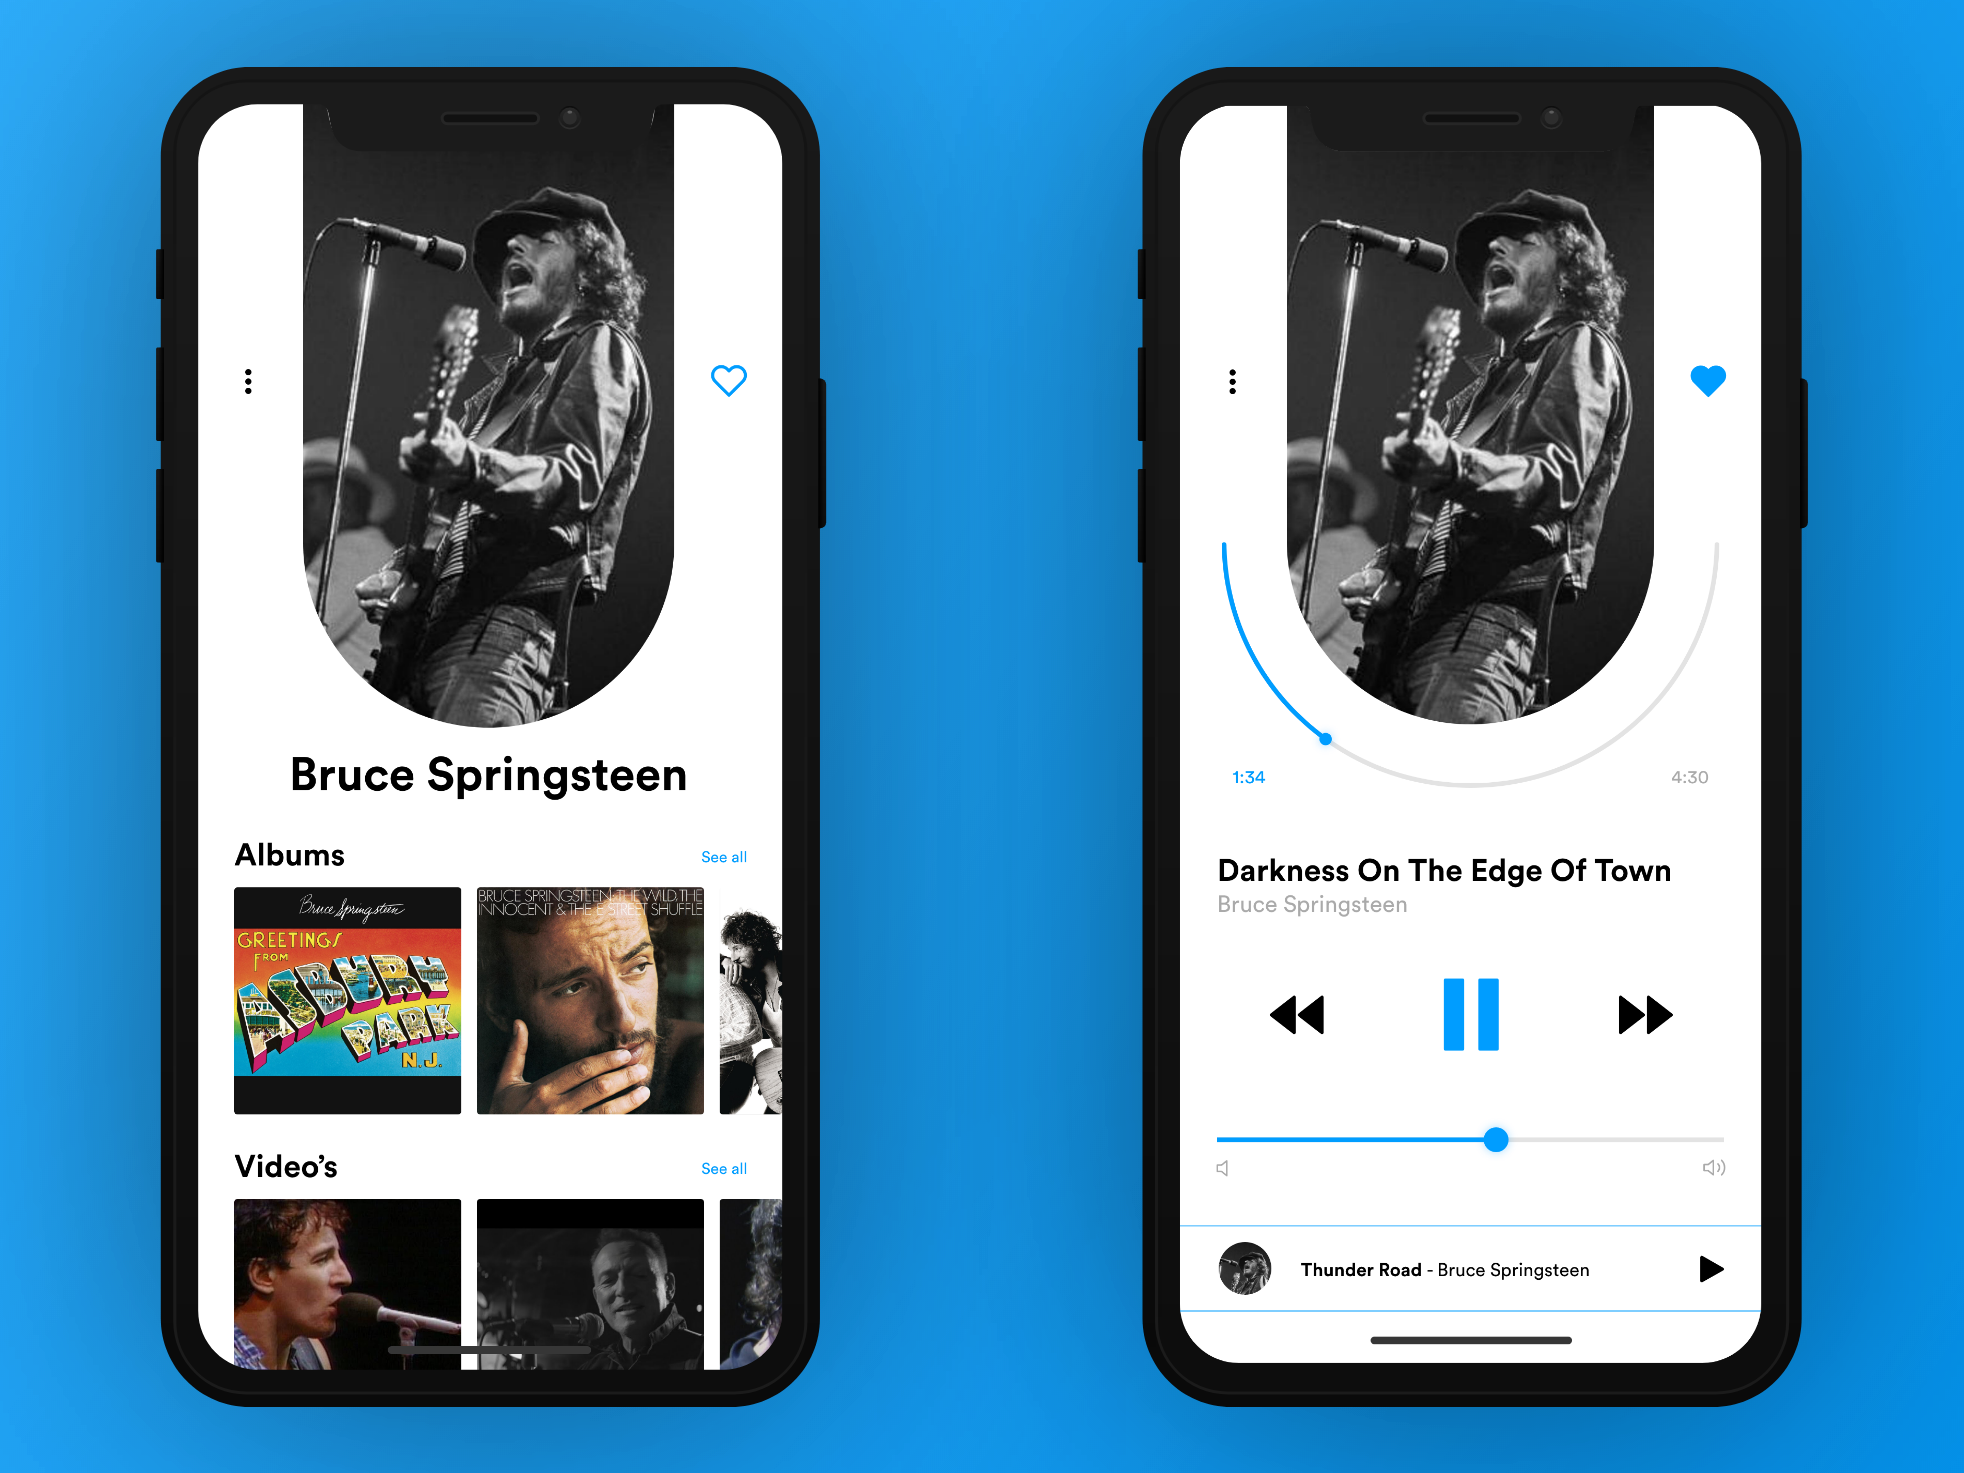 Bruce Springsteen
Albums
See all
Bruce Springsteen
GREETINGS
FROM
ASBURY
PARK
N.J.
BRUCE SPRINGSTEEN: THE WILD, THE
INNOCENT & THE E STREET SHUFFLE
Video’s
See all
1:34
4:30
Darkness On The Edge Of Town
Bruce Springsteen
Thunder Road - Bruce Springsteen